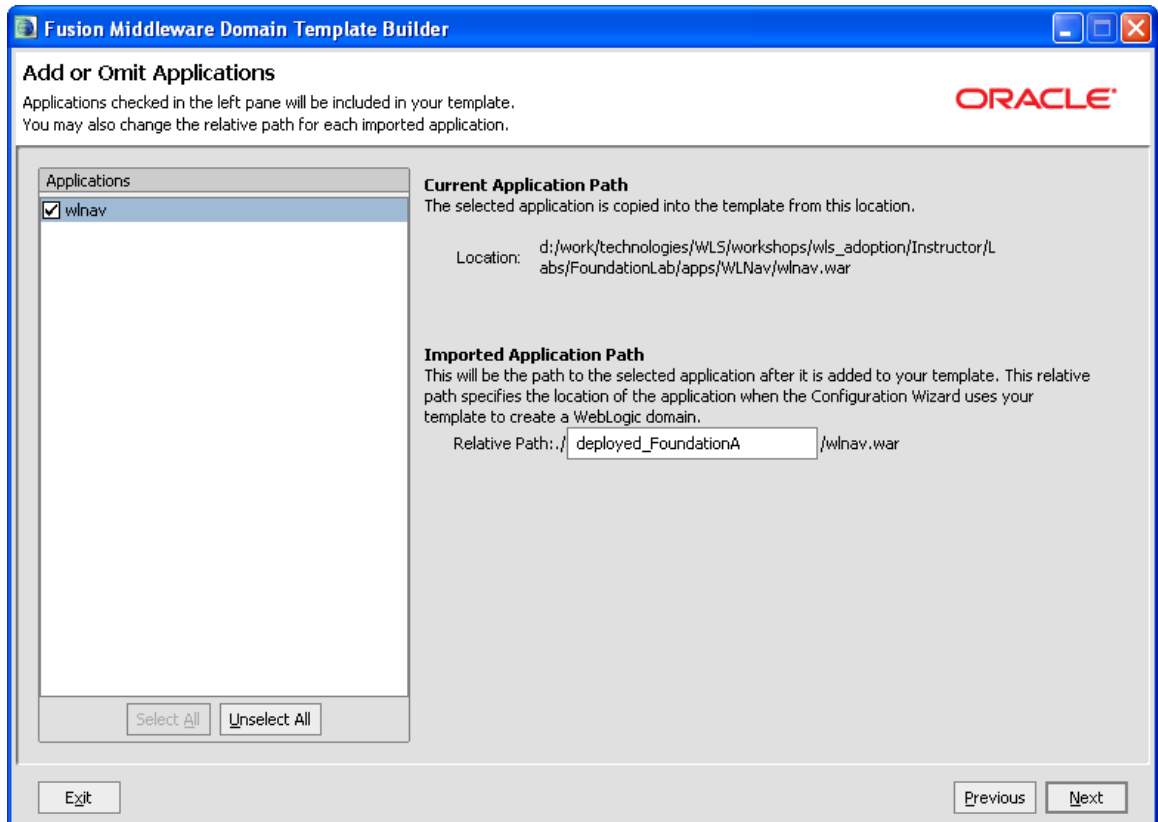 Fusion Middleware Domain Template Builder
Add or Omit Applications
Applications checked in the left pane will be included in your template.
You may also change the relative path for each imported application.
ORACLE
Applications
wlnav
Current Application Path
The selected application is copied into the template from this location.
Location:
d:/work/technologies/WLS/workshops/wls_adoption/Instructor/L
abs/FoundationLab/apps/WLNav/wlnav.war
Imported Application Path
This will be the path to the selected application after it is added to your template. This relative
path specifies the location of the application when the Configuration Wizard uses your
template to create a WebLogic domain.
Relative Path:./ deployed_FoundationA /wlnav.war
Select All Unselect All
Exit Previous Next